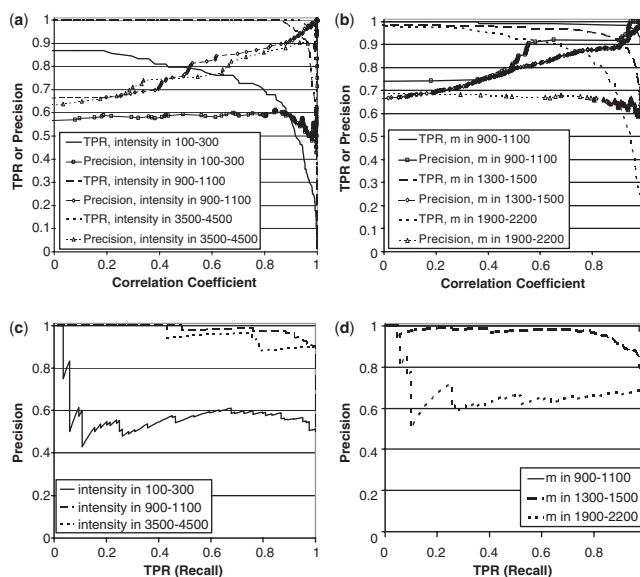 (a)
1
0.9
0.8
0.7
0.6
0.5
0.4
0.3
0.2
0.1
0
TPR or Precision
TPR, intensity in 100-300
Precision, intensity in 100-300
TPR, intensity in 900-1100
Precision, intensity in 900-1100
TPR, intensity in 3500-4500
Precision, intensity in 3500-4500
0 0.2 0.4 0.6 0.8 1
Correlation Coefficient
(b)
1
0.9
0.8
0.7
0.6
0.5
0.4
0.3
0.2
0.1
0
TPR or Precision
TPR, m in 900-1100
Precision, m in 900-1100
TPR, m in 1300-1500
Precision, m in 1300-1500
TPR, m in 1900-2200
Precision, m in 1900-2200
0 0.2 0.4 0.6 0.8
Correlation Coefficient
(c)
1
0.8
0.6
0.4
0.2
0
Precision
intensity in 100-300
intensity in 900-1100
intensity in 3500-4500
0 0.2 0.4 0.6 0.8 1
TPR (Recall)
(d)
1
0.8
0.6
0.4
0.2
0
Precision
m in 900-1100
m in 1300-1500
m in 1900-2200
0 0.2 0.4 0.6 0.8
TPR (Recall)